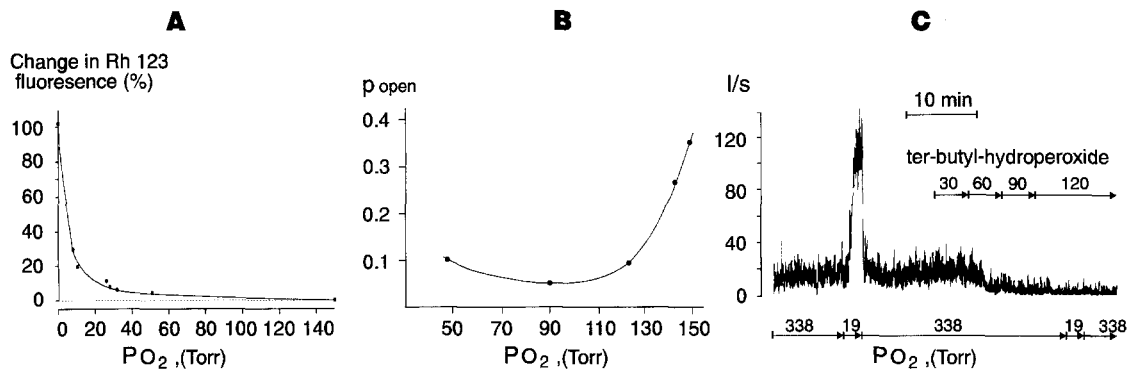 A
B
C
Change in Rh 123
fluoresence (%)
100
80
60
40
20
0
0 20 40 60 80 100 120 140
PO2 ,(Torr)
p open
0.4
0.3
0.2
0.1
50 70 90 110 130 150
PO2 ,(Torr)
I/s
10 min
120
80
40
0
ter-butyl-hydroperoxide
30 60 90 120
338 19 338 19 338
PO2 ,(Torr)